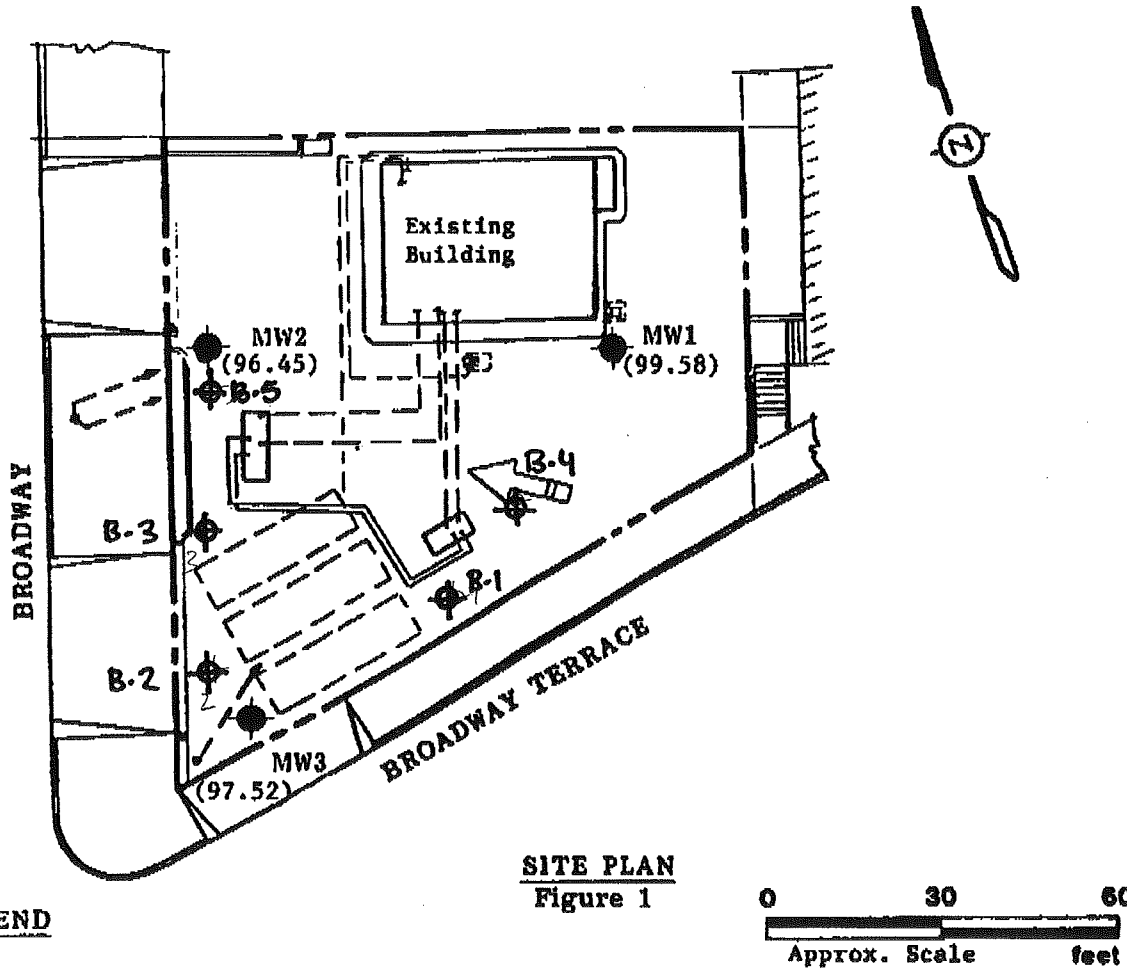 Z
Existing
Building
MW2
(96.45)
MW1
(99.58)
B-5
B-4
B-3
B-1
B-2
BROADWAY
MW3
(97.52)
BROADWAY TERRACE
SITE PLAN
Figure 1
END
0 30 60
Approx. Scale feet